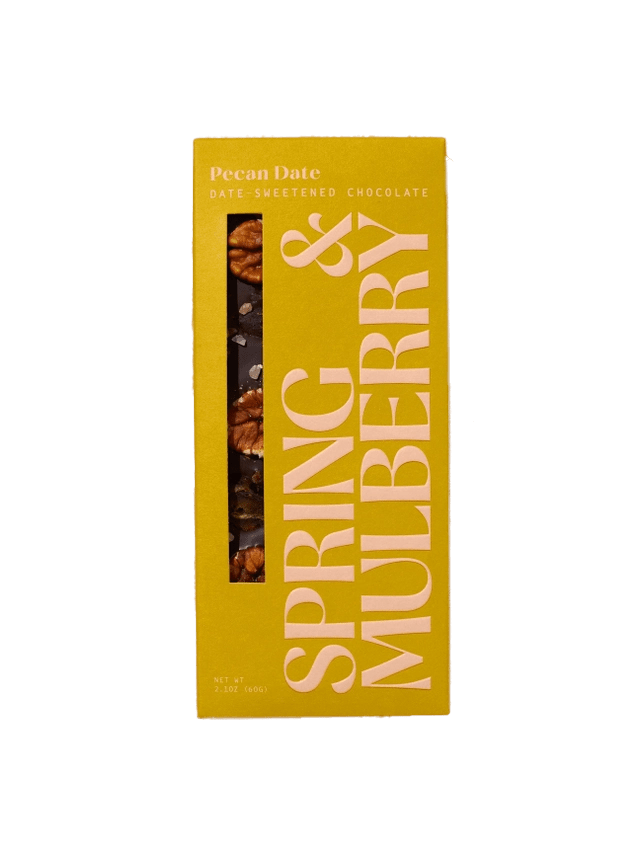 Pecan Date
DATE-SWEETENED CHOCOLATE
SPRING &
MULBERRY
NET WT
2.1OZ (60G)